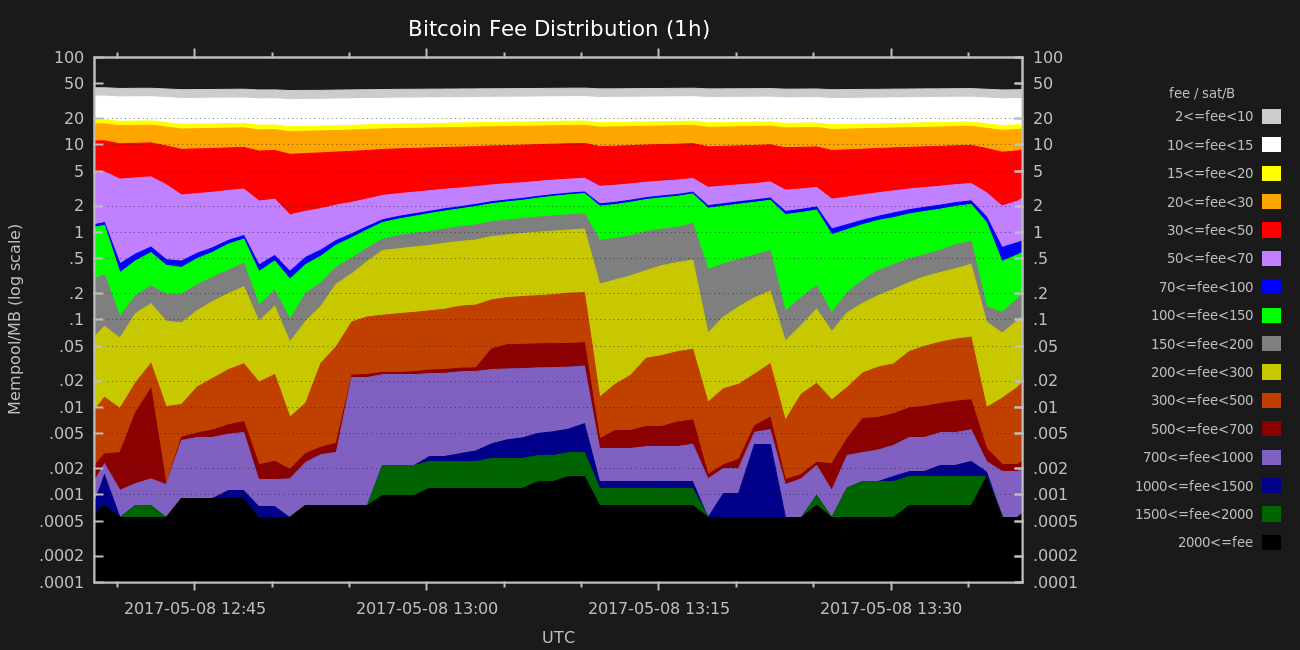 Bitcoin Fee Distribution (1h)
100
50
20
10
5
2
1
.5
.2
.1
.05
.02
.01
.005
.002
.001
.0005
.0002
.0001
Mempool/MB (log scale)
100
50
20
10
5
2
1
.5
.2
.1
.05
.02
.01
.005
.002
.001
.0005
.0002
.0001
2017-05-08 12:45
2017-05-08 13:00
2017-05-08 13:15
2017-05-08 13:30
UTC
fee / sat/B
2<=fee<10
10<=fee<15
15<=fee<20
20<=fee<30
30<=fee<50
50<=fee<70
70<=fee<100
100<=fee<150
150<=fee<200
200<=fee<300
300<=fee<500
500<=fee<700
700<=fee<1000
1000<=fee<1500
1500<=fee<2000
2000<=fee